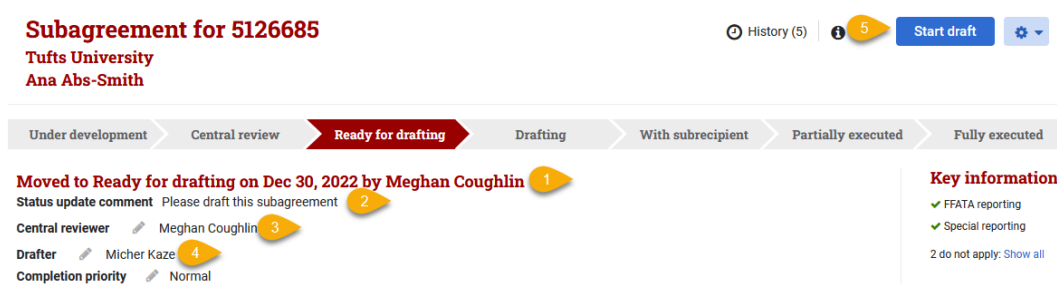 Subagreement for 5126685
Tufts University
Ana Abs-Smith
History (5)
5
Start draft
Under development
Central review
Ready for drafting
Drafting
With subrecipient
Partially executed
Fully executed
Moved to Ready for drafting on Dec 30, 2022 by Meghan Coughlin 1
Status update comment Please draft this subagreement 2
Central reviewer Meghan Coughlin 3
Drafter Micher Kaze 4
Completion priority Normal
Key information
FFATA reporting
Special reporting
2 do not apply: Show all